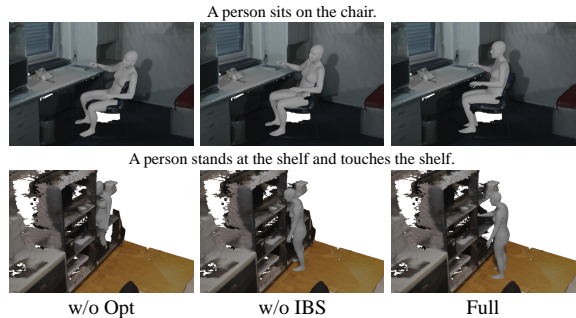 A person sits on the chair.
A person stands at the shelf and touches the shelf.
w/o Opt w/o IBS Full